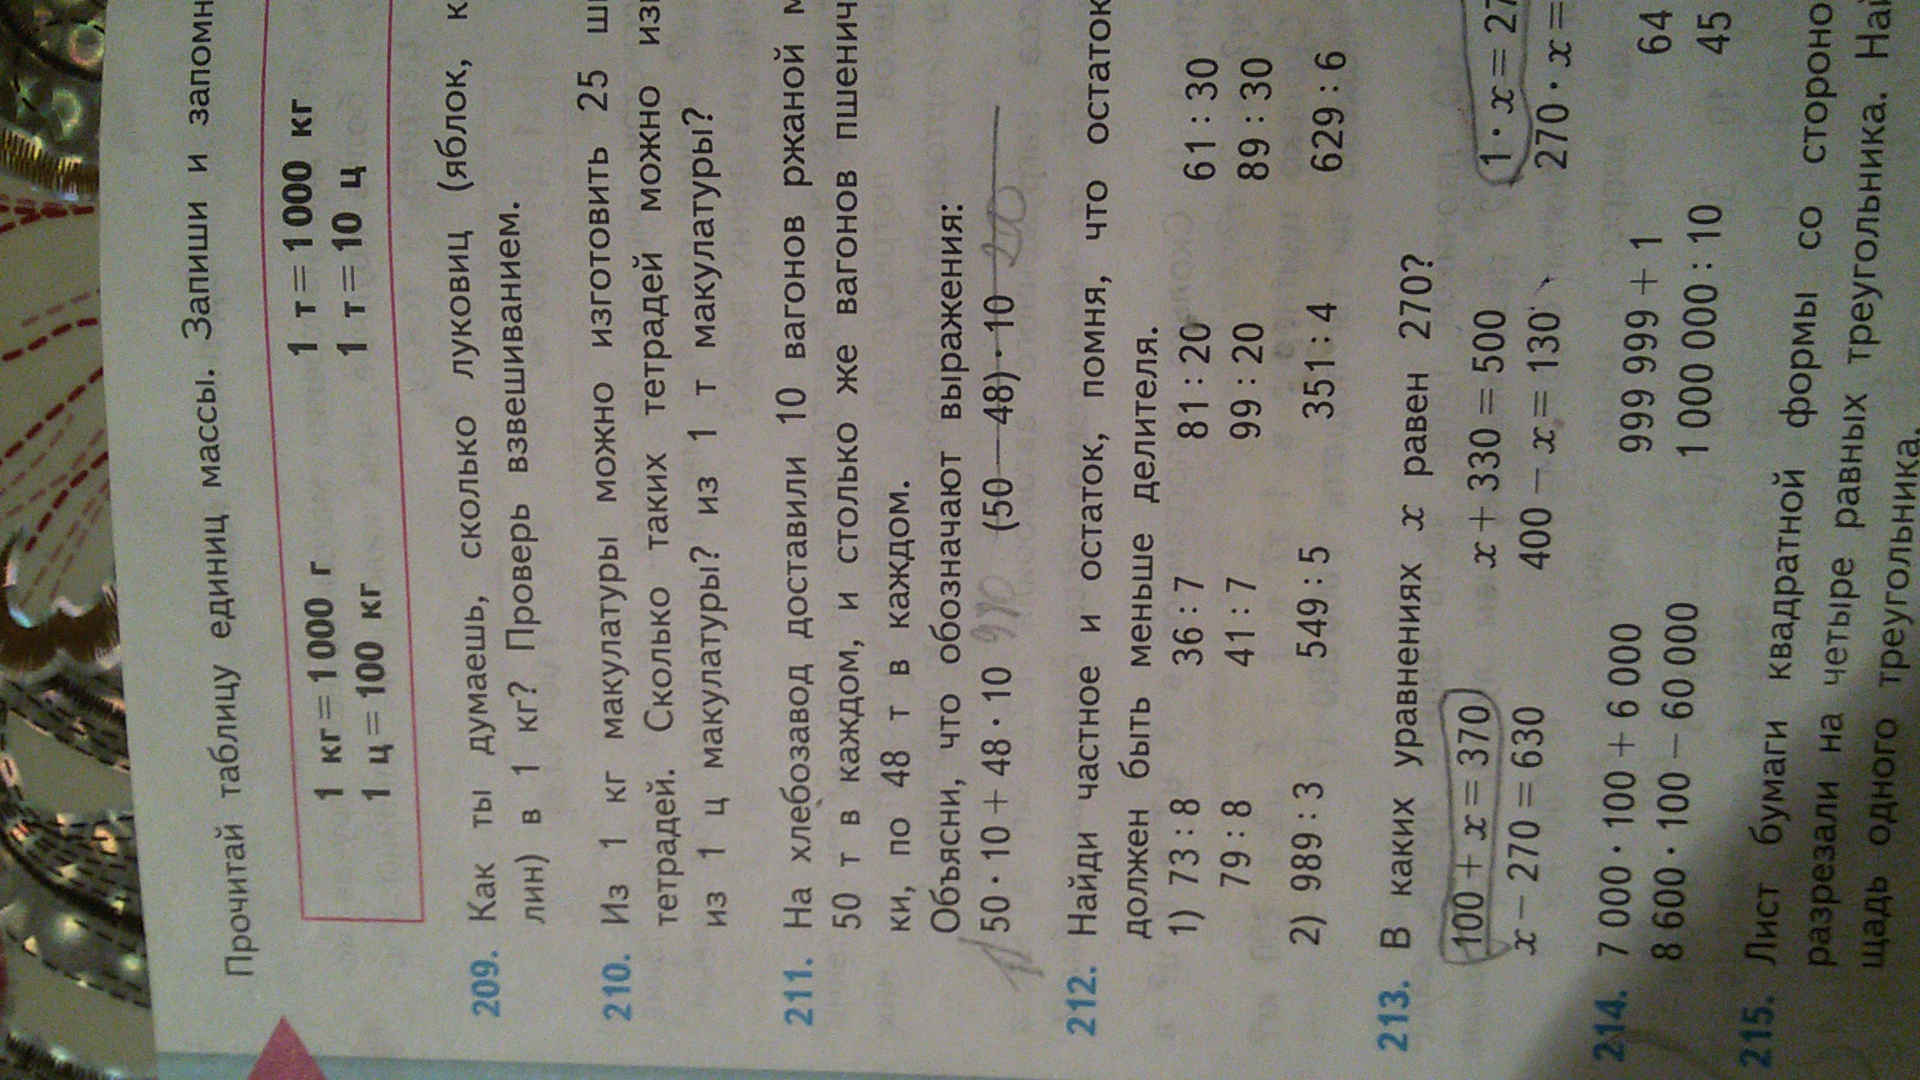 Прочитай таблицу единиц массы. Запиши и запомн
1 кг = 1000 г 1 т = 1000 кг
1 ц = 100 кг 1 т = 10 ц
209. Как ты думаешь, сколько луковиц (яблок, к
лин) в 1 кг? Проверь взвешиванием.
210. Из 1 кг макулатуры можно изготовить 25 ш
тетрадей. Сколько таких тетрадей можно из
из 1 ц макулатуры? из 1 т макулатуры?
211. На хлебозавод доставили 10 вагонов ржаной м
50 т в каждом, и столько же вагонов пшенич
ки, по 48 т в каждом.
Объясни, что обозначают выражения:
50 · 10 + 48 · 10 (50 − 48) · 10
212. Найди частное и остаток, помня, что остаток
должен быть меньше делителя.
1) 73 : 8 36 : 7 81 : 20 61 : 30
79 : 8 41 : 7 99 : 20 89 : 30
2) 989 : 3 549 : 5 351 : 4 629 : 6
213. В каких уравнениях x равен 270?
100 + x = 370 x + 330 = 500 1 · x = 27
x − 270 = 630 400 − x = 130 270 · x =
214. 7 000 · 100 + 6 000 999 999 + 1 64
8 600 · 100 − 60 000 1 000 000 : 10 45
215. Лист бумаги квадратной формы со стороно
разрезали на четыре равных треугольника. Най
щадь одного треугольника.